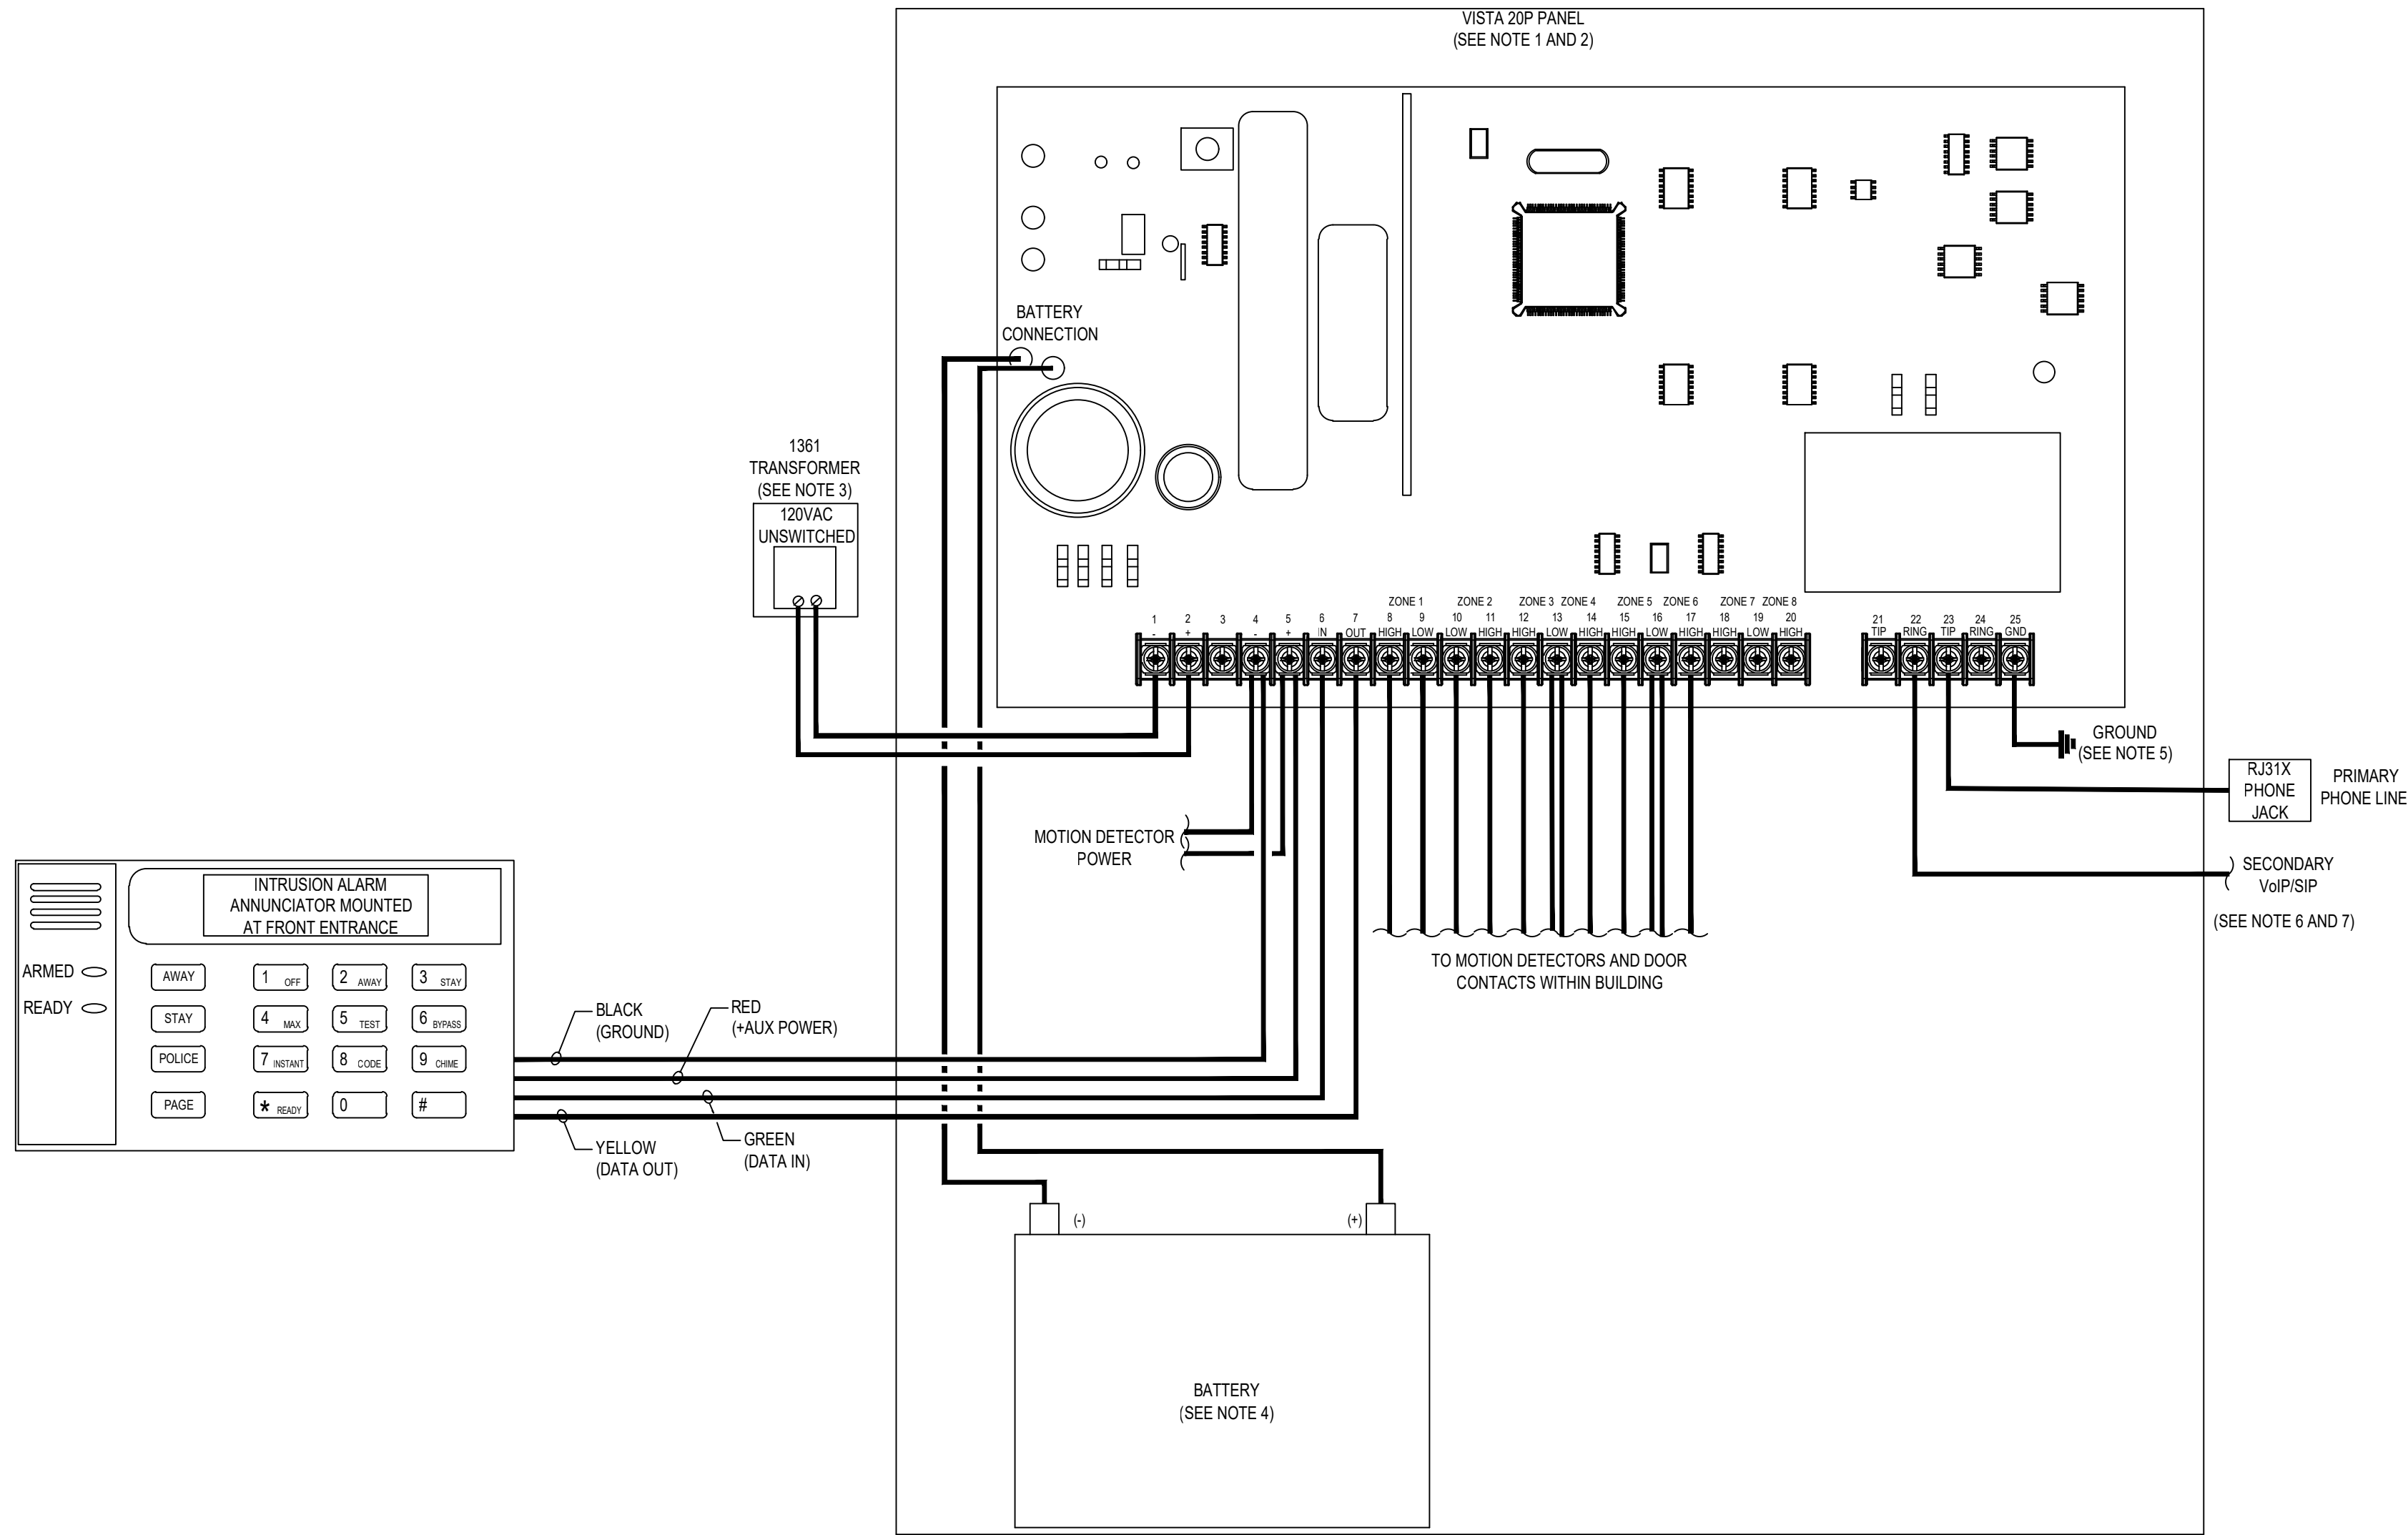 VISTA 20P PANEL
(SEE NOTE 1 AND 2)
BATTERY
CONNECTION
1361
TRANSFORMER
(SEE NOTE 3)
120VAC
UNSWITCHED
ZONE 1 ZONE 2 ZONE 3 ZONE 4 ZONE 5 ZONE 6 ZONE 7 ZONE 8
1 2 3 4 5 6 7 8 9 10 11 12 13 14 15 16 17 18 19 20
- + - + IN OUT HIGH LOW LOW HIGH HIGH LOW HIGH HIGH LOW HIGH HIGH LOW HIGH
21 22 23 24 25
TIP RING TIP RING GND
GROUND
(SEE NOTE 5)
RJ31X
PHONE
JACK
PRIMARY
PHONE LINE
MOTION DETECTOR
POWER
SECONDARY
VoIP/SIP
(SEE NOTE 6 AND 7)
TO MOTION DETECTORS AND DOOR
CONTACTS WITHIN BUILDING
INTRUSION ALARM
ANNUNCIATOR MOUNTED
AT FRONT ENTRANCE
ARMED
READY
AWAY 1 OFF 2 AWAY 3 STAY
STAY 4 MAX 5 TEST 6 BYPASS
POLICE 7 INSTANT 8 CODE 9 CHIME
PAGE * READY 0 #
BLACK
(GROUND)
RED
(+AUX POWER)
YELLOW
(DATA OUT)
GREEN
(DATA IN)
(-) (+)
BATTERY
(SEE NOTE 4)